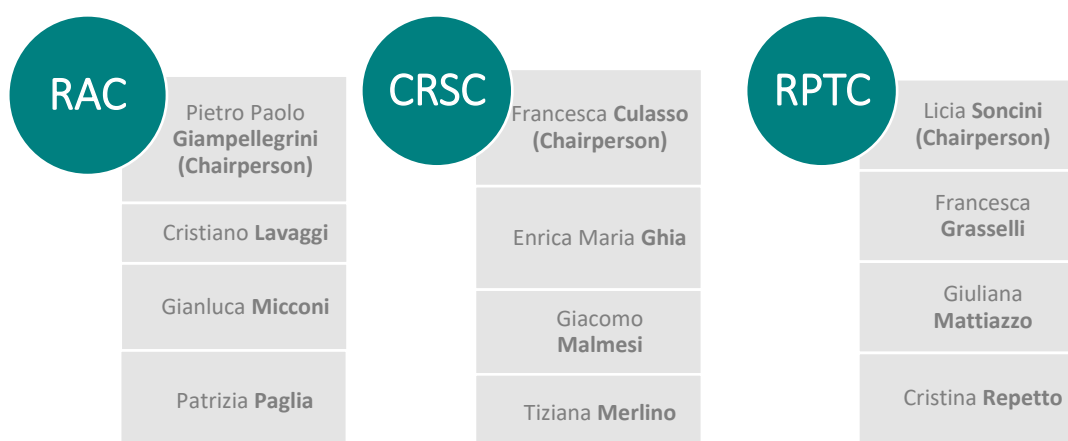 RAC
Pietro Paolo
Giampellegrini
(Chairperson)
Cristiano Lavaggi
Gianluca Micconi
Patrizia Paglia
CRSC
Francesca Culasso
(Chairperson)
Enrica Maria Ghia
Giacomo
Malmesi
Tiziana Merlino
RPTC
Licia Soncini
(Chairperson)
Francesca
Grasselli
Giuliana
Mattiazzo
Cristina Repetto